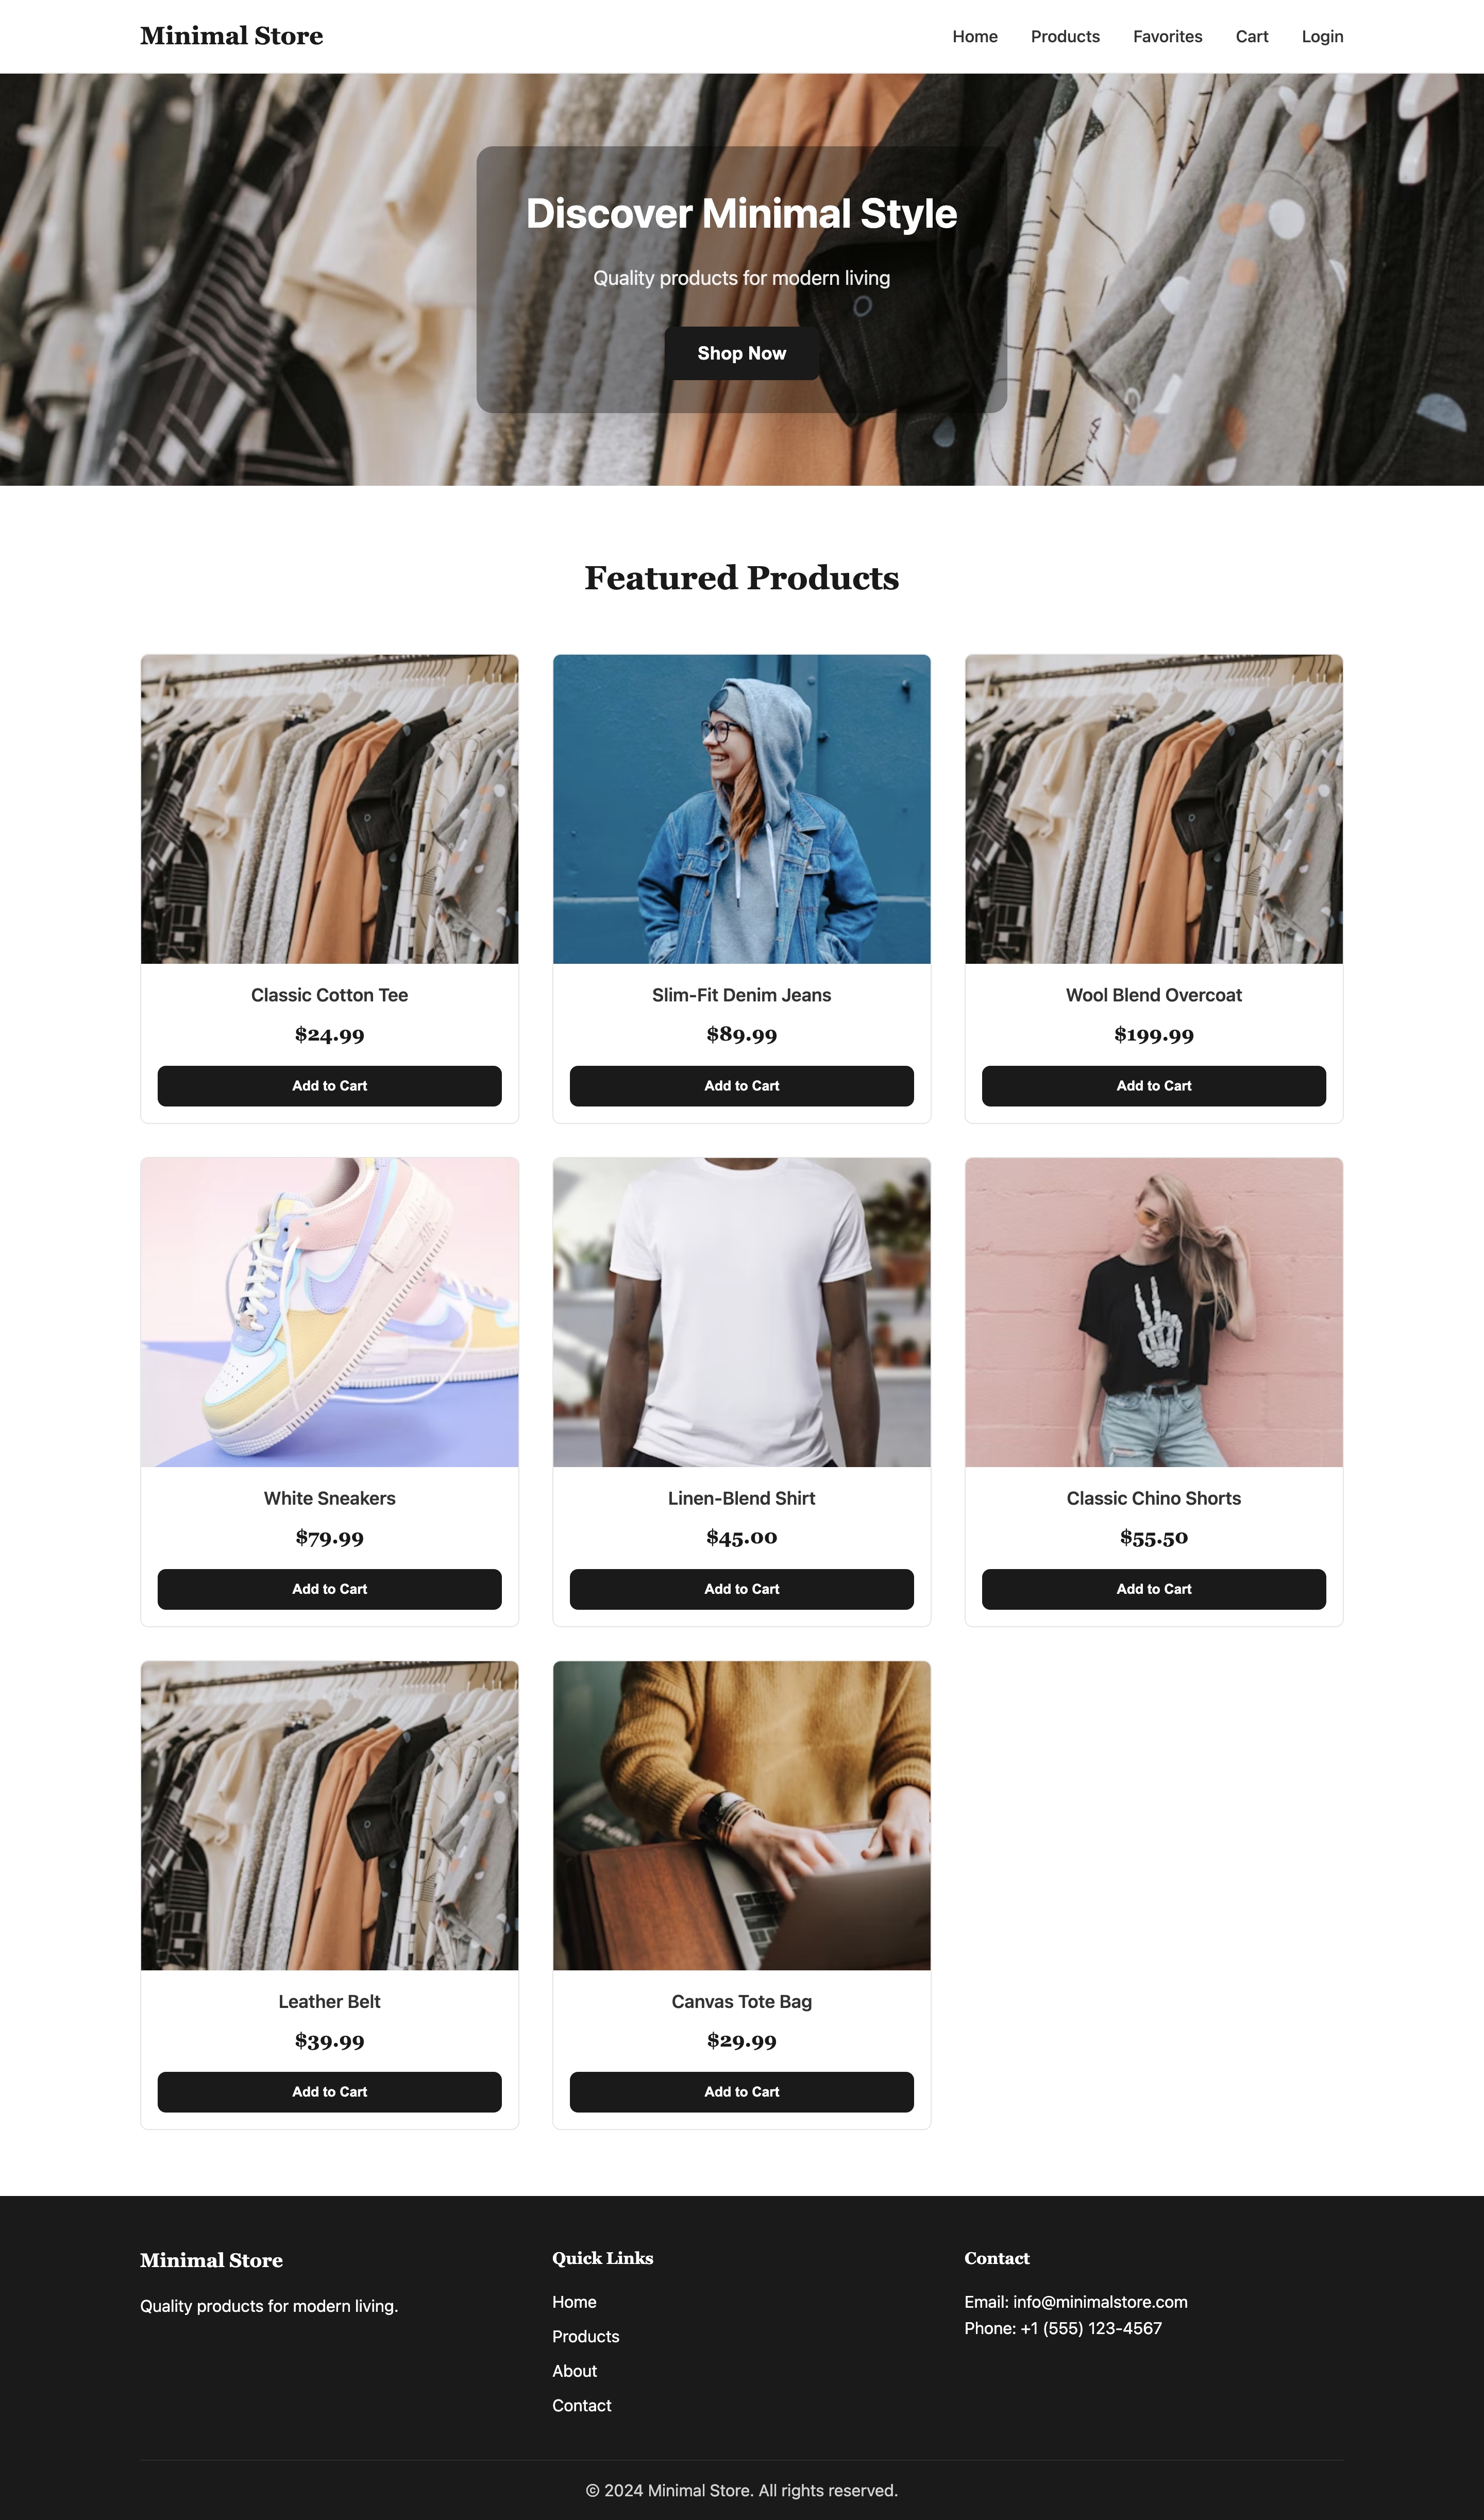 Minimal Store
Home
Products
Favorites
Cart
Login
Discover Minimal Style
Quality products for modern living
Shop Now
Featured Products
Classic Cotton Tee
$24.99
Add to Cart
Slim-Fit Denim Jeans
$89.99
Add to Cart
Wool Blend Overcoat
$199.99
Add to Cart
White Sneakers
$79.99
Add to Cart
Linen-Blend Shirt
$45.00
Add to Cart
Classic Chino Shorts
$55.50
Add to Cart
Leather Belt
$39.99
Add to Cart
Canvas Tote Bag
$29.99
Add to Cart
Minimal Store
Quality products for modern living.
Quick Links
Home
Products
About
Contact
Contact
Email: info@minimalstore.com
Phone: +1 (555) 123-4567
© 2024 Minimal Store. All rights reserved.